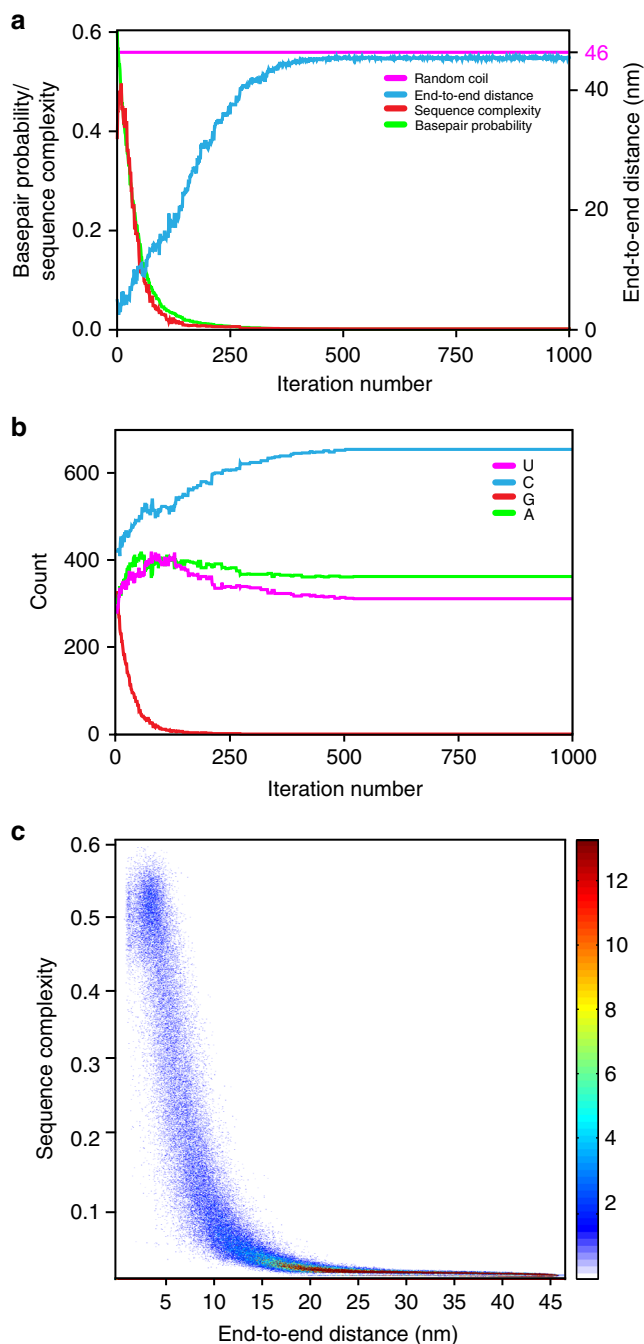 a
0.6
0.4
0.2
0.0
Basepair probability/
sequence complexity
Random coil
End-to-end distance
Sequence complexity
Basepair probability
46
40
20
0
End-to-end distance (nm)
0
250
500
750
1000
Iteration number
b
600
400
200
0
Count
U
C
G
A
0
250
500
750
1000
Iteration number
c
0.6
0.5
0.4
0.3
0.2
0.1
Sequence complexity
12
10
8
6
4
2
5
10
15
20
25
30
35
40
45
End-to-end distance (nm)